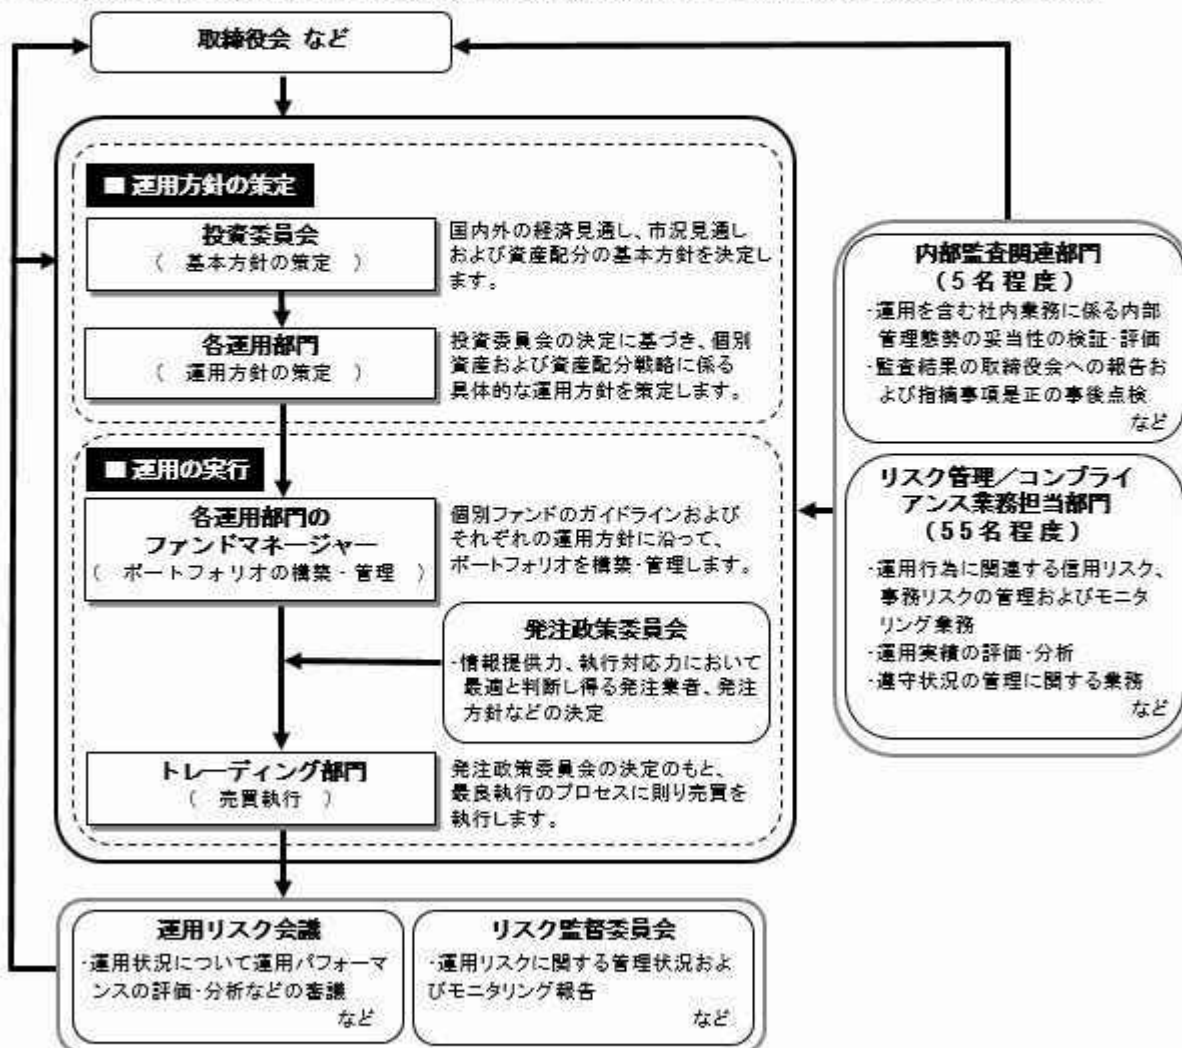 取締役会 など
■ 運用方針の策定
投資委員会
( 基本方針の策定 )
国内外の経済見通し、市況見通し
および資産配分の基本方針を決定し
ます。
各運用部門
( 運用方針の策定 )
投資委員会の決定に基づき、個別
資産および資産配分戦略に係る
具体的な運用方針を策定します。
■ 運用の実行
各運用部門の
ファンドマネージャー
( ポートフォリオの構築・管理 )
個別ファンドのガイドラインおよび
それぞれの運用方針に沿って、
ポートフォリオを構築・管理します。
発注政策委員会
・情報提供力、執行対応力において
最適と判断し得る発注業者、発注
方針などの決定
トレーディング部門
( 売買執行 )
発注政策委員会の決定のもと、
最良執行のプロセスに則り売買を
執行します。
内部監査関連部門
(5名程度)
・運用を含む社内業務に係る内部
管理態勢の妥当性の検証・評価
・監査結果の取締役会への報告お
よび指摘事項是正の事後点検
など
リスク管理/コンプライ
アンス業務担当部門
(55名程度)
・運用行為に関連する信用リスク、
事務リスクの管理およびモニタ
リング業務
・運用実績の評価・分析
・遵守状況の管理に関する業務
など
運用リスク会議
・運用状況について運用パフォーマ
ンスの評価・分析などの審議
など
リスク監督委員会
・運用リスクに関する管理状況およ
びモニタリング報告
など